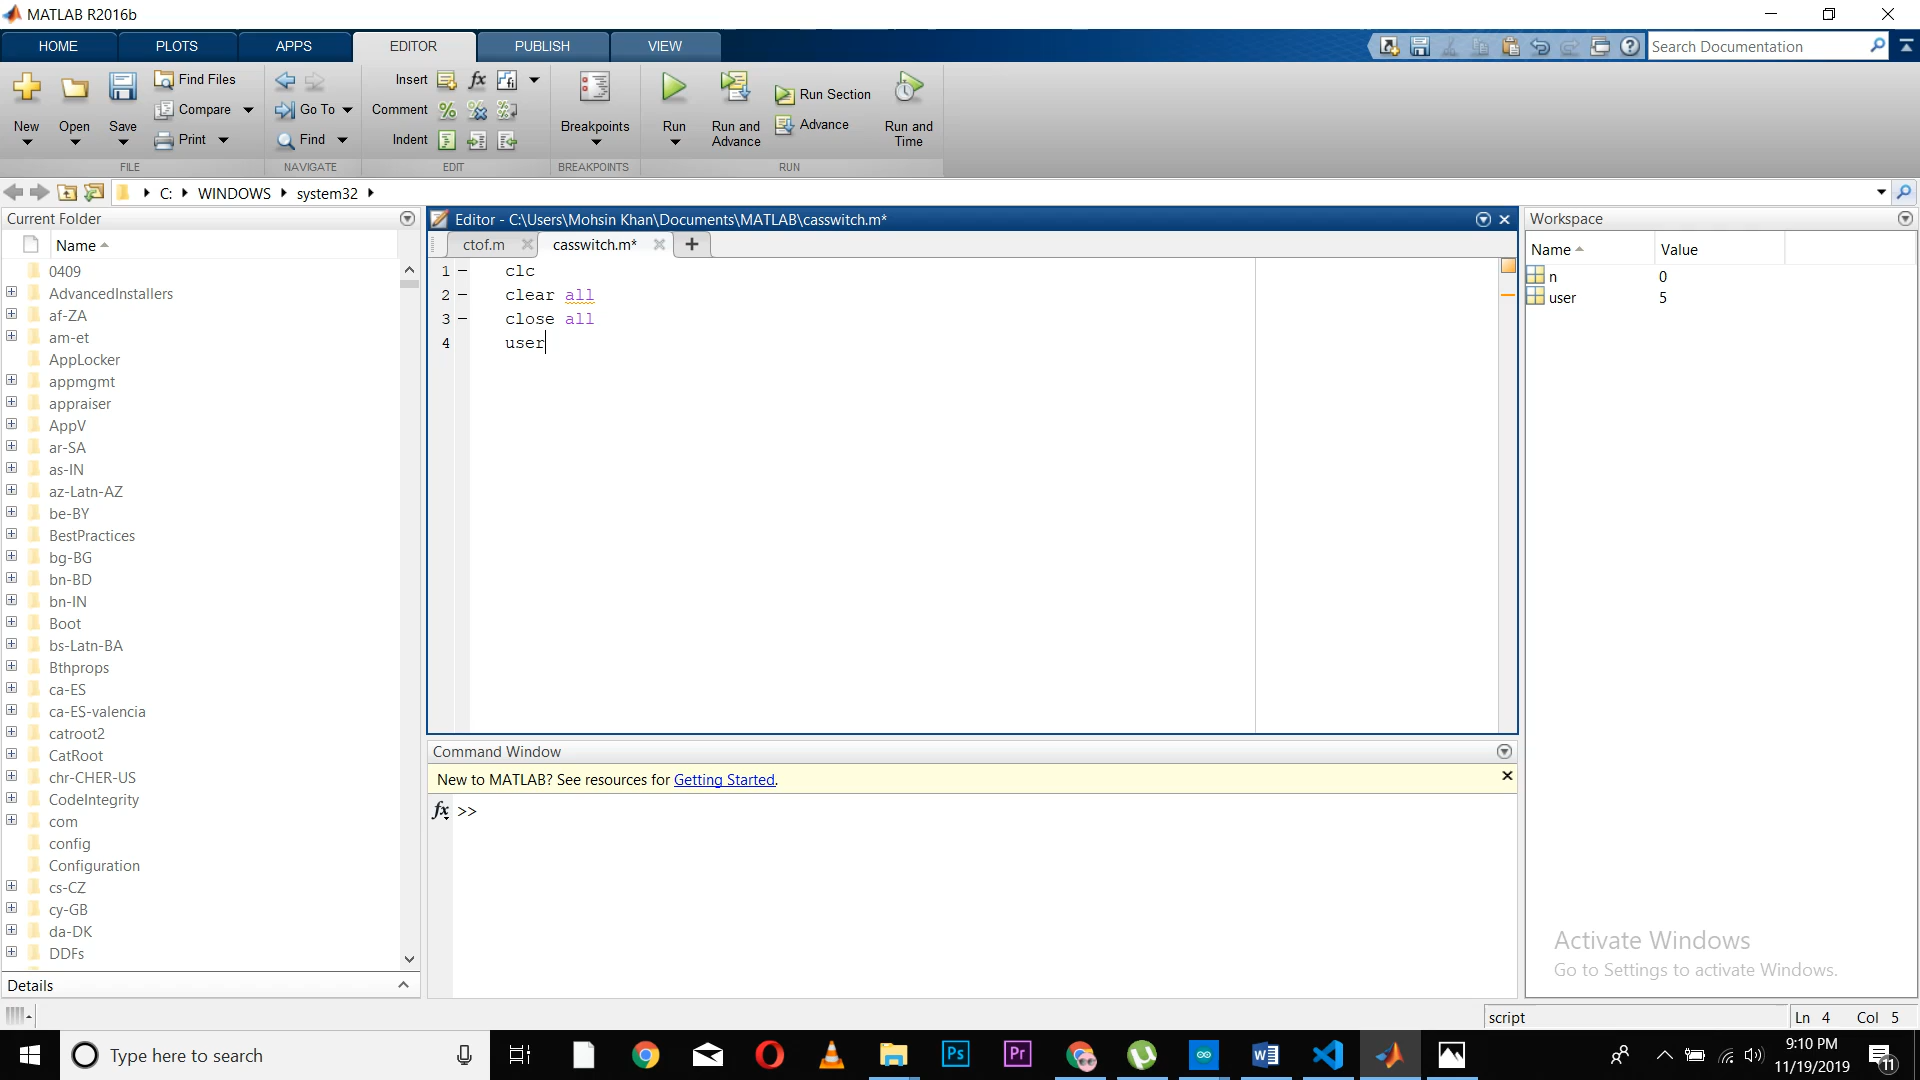 MATLAB R2016b
HOME PLOTS APPS EDITOR PUBLISH VIEW
Search Documentation
New
Open
Save
Find Files
Compare
Print
FILE
Go To
Find
NAVIGATE
Insert
Comment
Indent
EDIT
Breakpoints
BREAKPOINTS
Run
Run and
Advance
Run Section
Advance
Run and
Time
RUN
C: WINDOWS system32
Current Folder
Name
0409
AdvancedInstallers
af-ZA
am-et
AppLocker
appmgmt
appraiser
AppV
ar-SA
as-IN
az-Latn-AZ
be-BY
BestPractices
bg-BG
bn-BD
bn-IN
Boot
bs-Latn-BA
Bthprops
ca-ES
ca-ES-valencia
catroot2
CatRoot
chr-CHER-US
CodeIntegrity
com
config
Configuration
cs-CZ
cy-GB
da-DK
DDFs
Details
Editor - C:\Users\Mohsin Khan\Documents\MATLAB\casswitch.m*
ctof.m casswitch.m*
1 – clc
2 – clear all
3 – close all
4 user
Command Window
New to MATLAB? See resources for Getting Started.
fx >>
Workspace
Name Value
n 0
user 5
Activate Windows
Go to Settings to activate Windows.
script Ln 4 Col 5
Type here to search
Ps
Pr
9:10 PM
11/19/2019
11